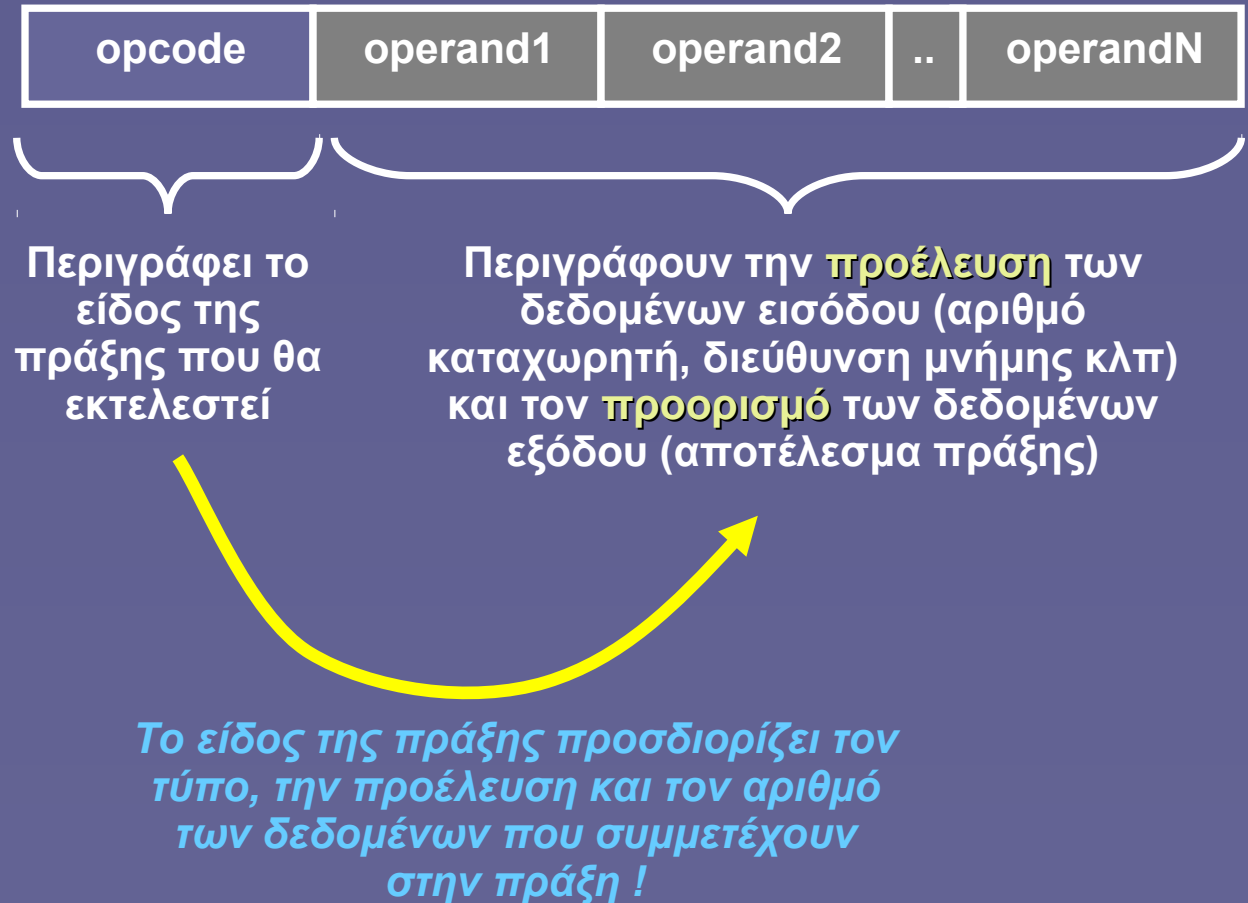 opcode operand1 operand2 .. operandN
Περιγράφει το
είδος της
πράξης που θα
εκτελεστεί
Περιγράφουν την προέλευση των
δεδομένων εισόδου (αριθμό
καταχωρητή, διεύθυνση μνήμης κλπ)
και τον προορισμό των δεδομένων
εξόδου (αποτέλεσμα πράξης)
Το είδος της πράξης προσδιορίζει τον
τύπο, την προέλευση και τον αριθμό
των δεδομένων που συμμετέχουν
στην πράξη !